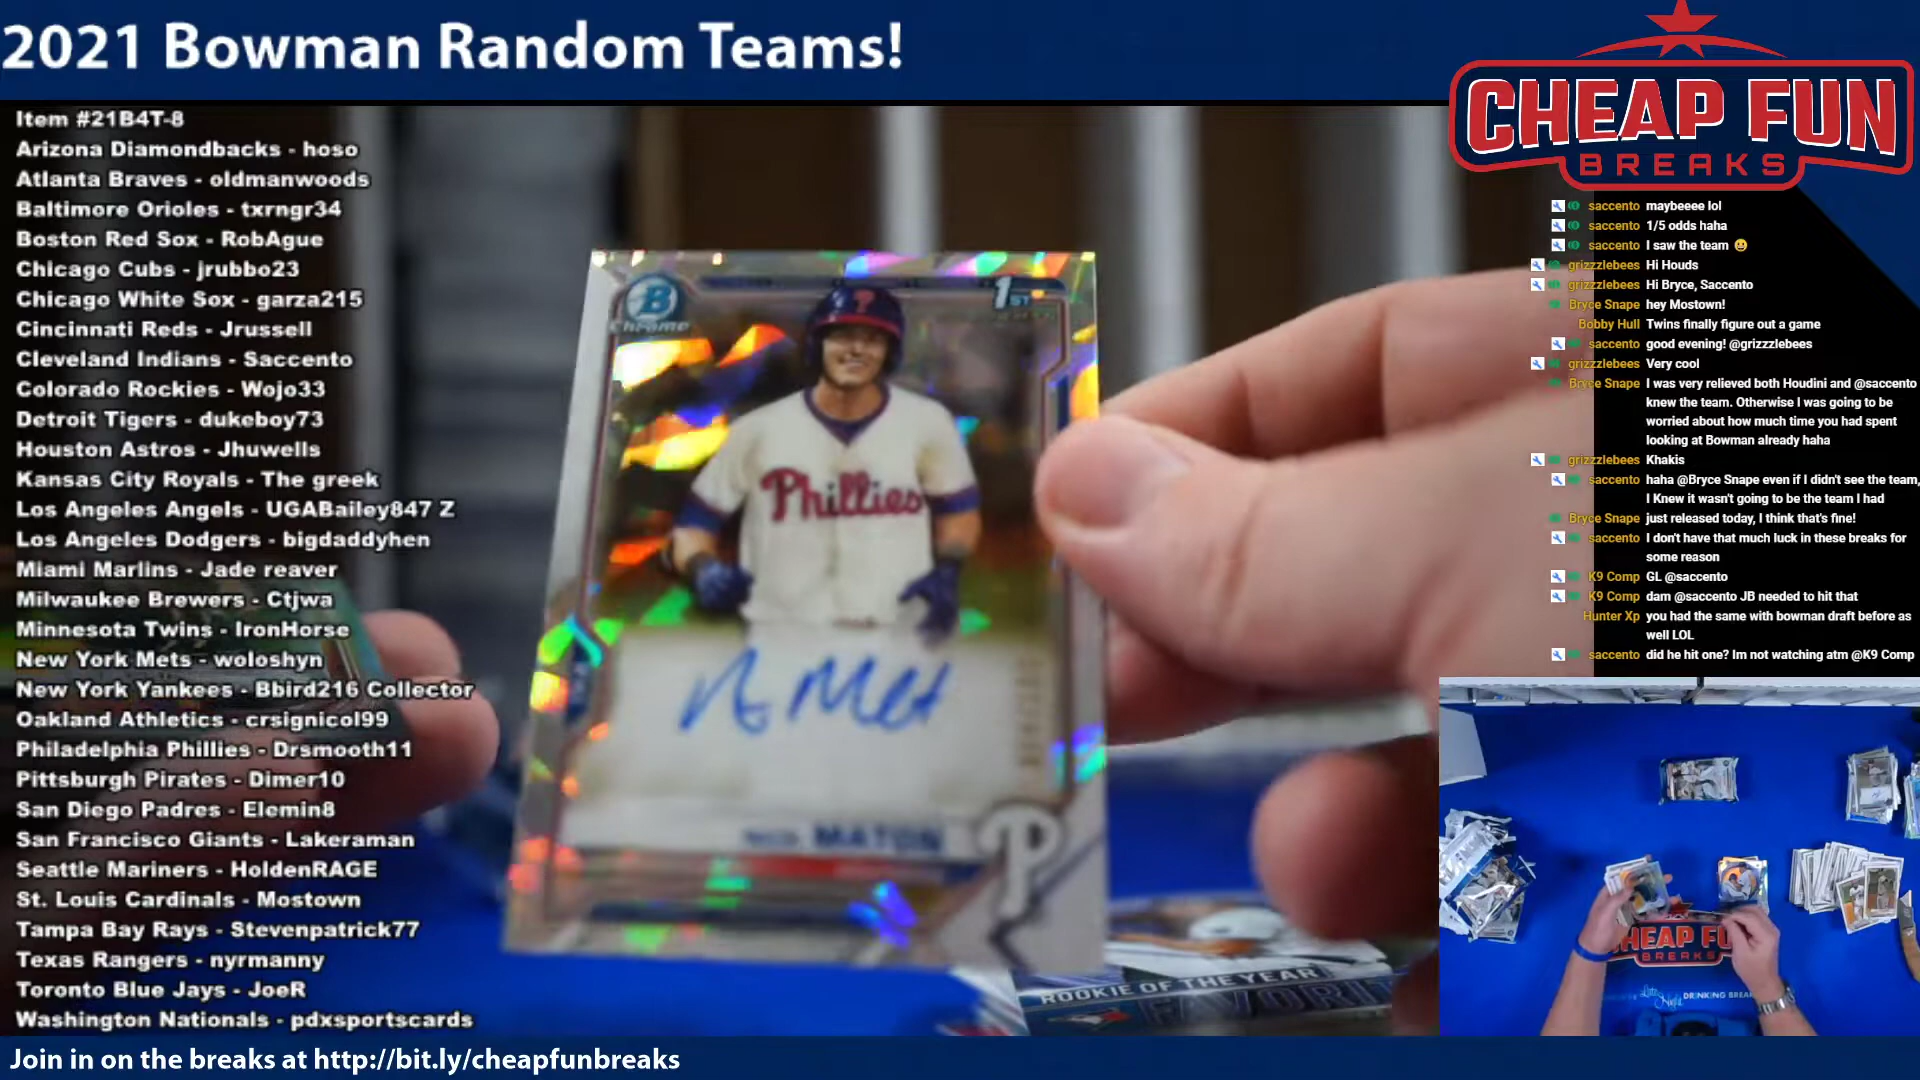 2021 Bowman Random Teams!
CHEAP FUN
BREAKS
Item #21B4T-8
Arizona Diamondbacks - hoso
Atlanta Braves - oldmanwoods
Baltimore Orioles - txrngr34
Boston Red Sox - RobAgue
Chicago Cubs - jrubbo23
Chicago White Sox - garza215
Cincinnati Reds - Jrussell
Cleveland Indians - Saccento
Colorado Rockies - Wojo33
Detroit Tigers - dukeboy73
Houston Astros - Jhuwells
Kansas City Royals - The greek
Los Angeles Angels - UGABailey847 Z
Los Angeles Dodgers - bigdaddyhen
Miami Marlins - Jade reaver
Milwaukee Brewers - Ctjwa
Minnesota Twins - IronHorse
New York Mets - woloshyn
New York Yankees - Bbird216 Collector
Oakland Athletics - crsignicol99
Philadelphia Phillies - Drsmooth11
Pittsburgh Pirates - Dimer10
San Diego Padres - Elemin8
San Francisco Giants - Lakeraman
Seattle Mariners - HoldenRAGE
St. Louis Cardinals - Mostown
Tampa Bay Rays - Stevenpatrick77
Texas Rangers - nyrmanny
Toronto Blue Jays - JoeR
Washington Nationals - pdxsportscards
B
Chrome
1ST
P
Phillies
MATON
P
ROOKIE OF THE YEAR
saccento maybeeee lol
saccento 1/5 odds haha
saccento I saw the team
grizzzlebees Hi Houds
grizzzlebees Hi Bryce, Saccento
Bryce Snape hey Mostown!
Bobby Hull Twins finally figure out a game
saccento good evening! @grizzzlebees
grizzzlebees Very cool
Bryce Snape I was very relieved both Houdini and @saccento
knew the team. Otherwise I was going to be
worried about how much time you had spent
looking at Bowman already haha
grizzzlebees Khakis
saccento haha @Bryce Snape even if I didn't see the team,
I Knew it wasn't going to be the team I had
Bryce Snape just released today, I think that's fine!
saccento I don't have that much luck in these breaks for
some reason
K9 Comp GL @saccento
K9 Comp dam @saccento JB needed to hit that
Hunter Xp you had the same with bowman draft before as
well LOL
saccento did he hit one? Im not watching atm @K9 Comp
HEAP FU
BREAKS
Late Night DRINKING BREA
Join in on the breaks at http://bit.ly/cheapfunbreaks